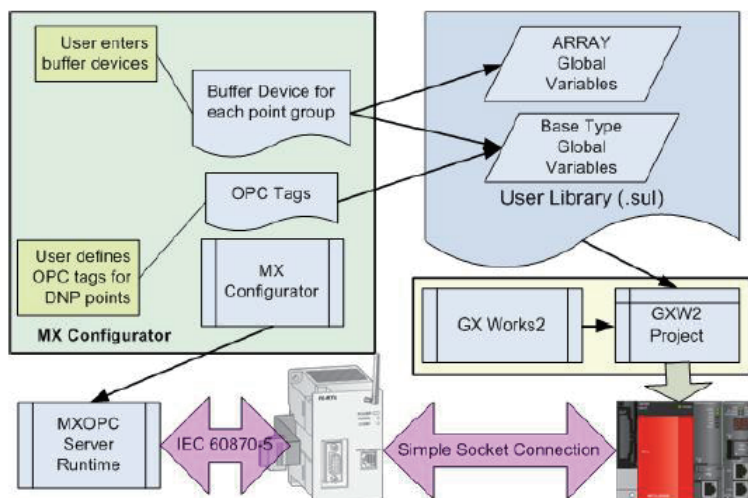 User enters
buffer devices
Buffer Device for
each point group
OPC Tags
User defines
OPC tags for
DNP points
MX
Configurator
MX Configurator
ARRAY
Global
Variables
Base Type
Global
Variables
User Library (.sul)
GX Works2
GXW2
Project
MXOPC
Server
Runtime
IEC 60870-5
Simple Socket Connection